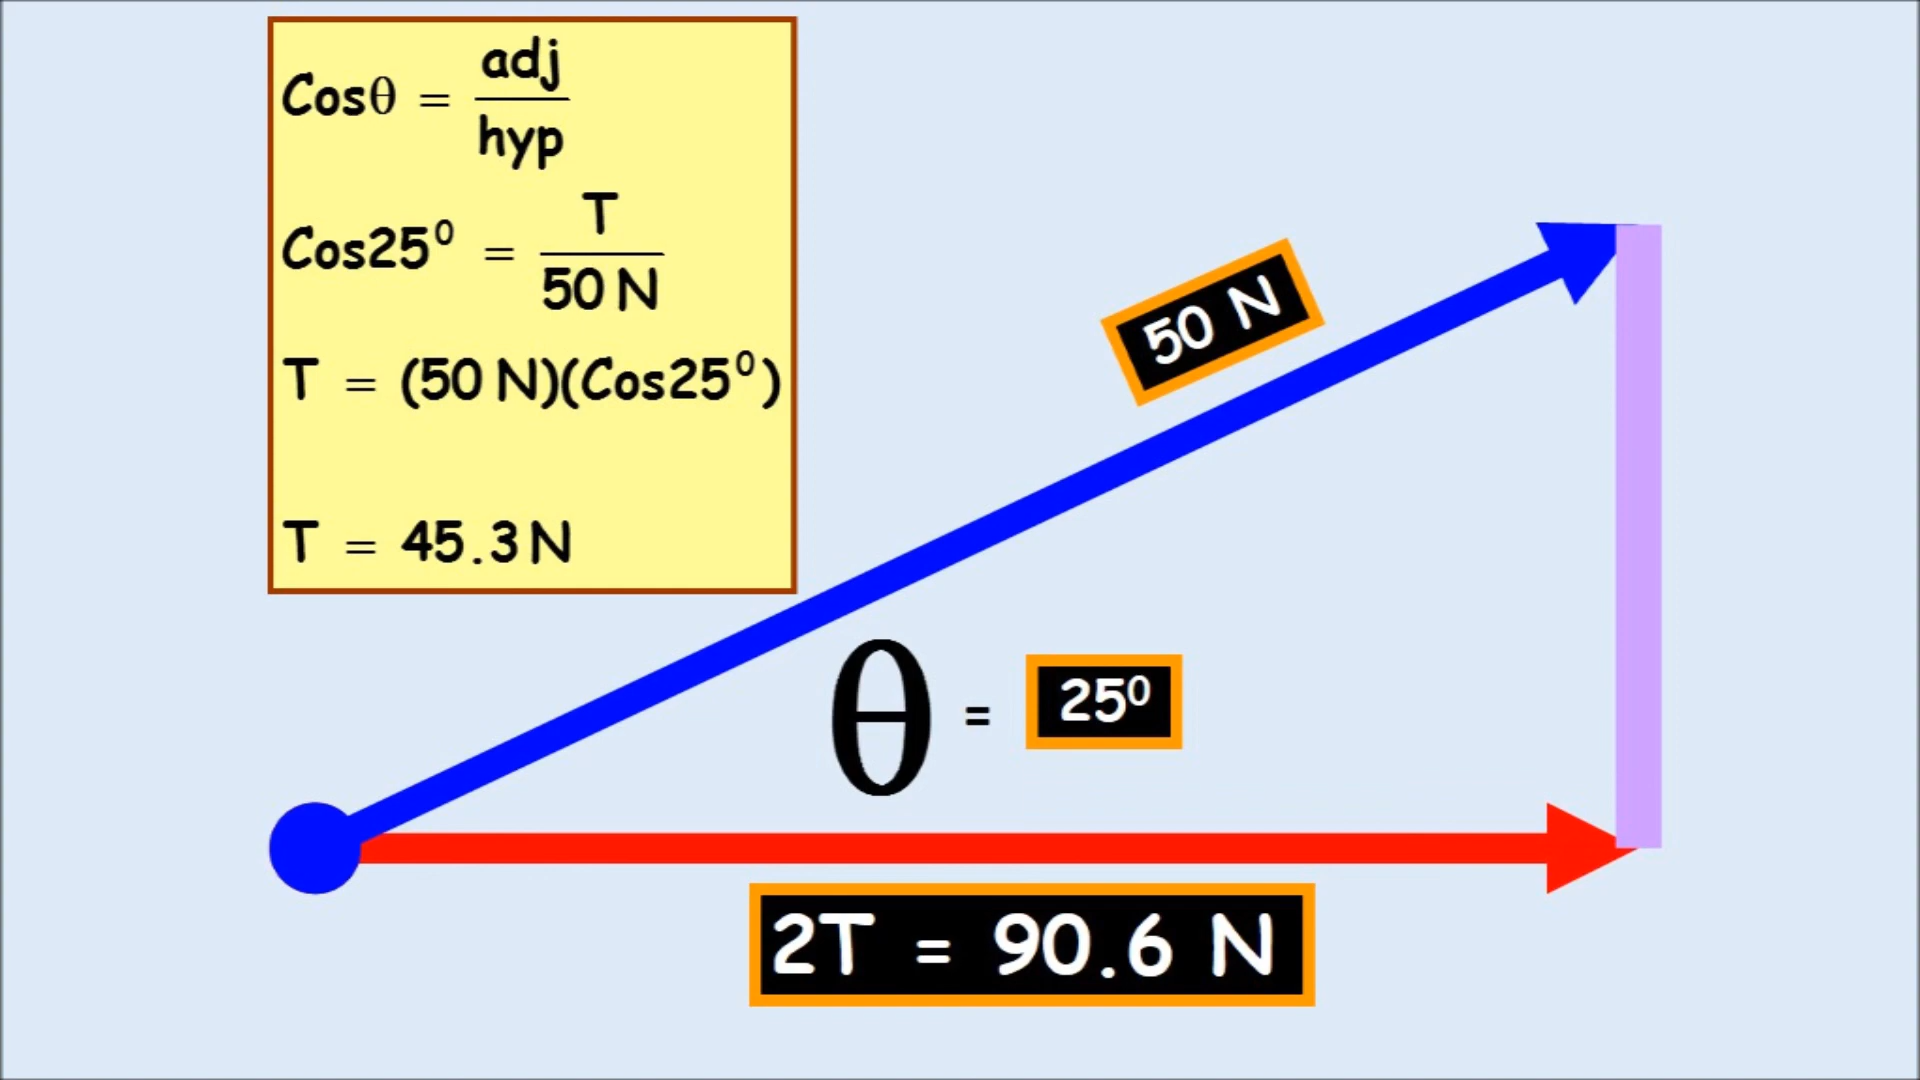 Cosθ = adj / hyp
Cos25⁰ = T / 50 N
T = (50 N)(Cos25⁰)
T = 45.3 N
50 N
θ = 25⁰
2T = 90.6 N